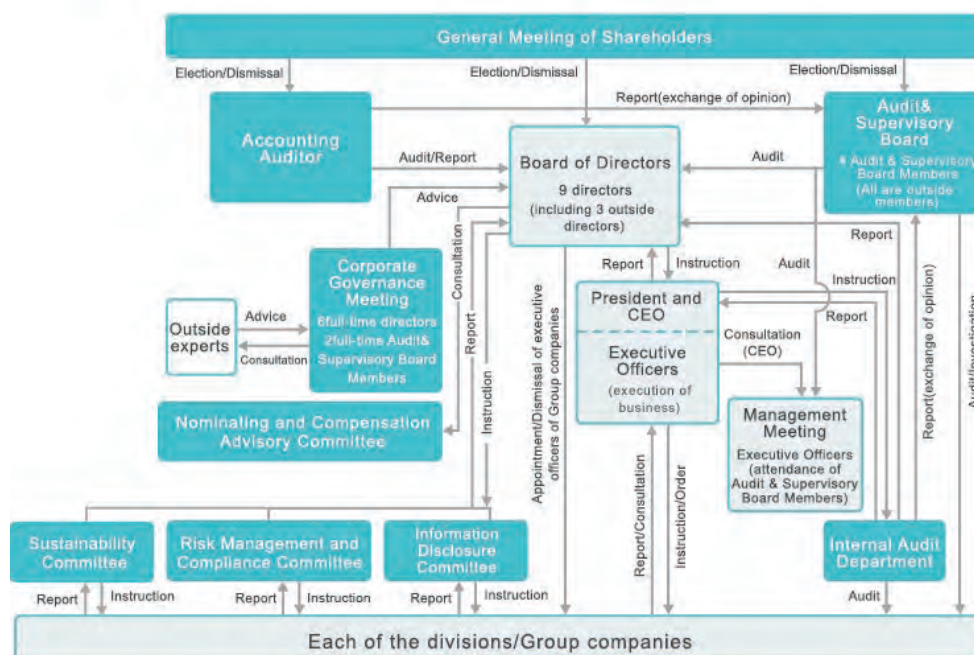 General Meeting of Shareholders
Election/Dismissal
Election/Dismissal
Election/Dismissal
Accounting
Auditor
Report(exchange of opinion)
Audit&
Supervisory
Board
4 Audit & Supervisory
Board Members
(All are outside
members)
Audit/Report
Board of Directors
9 directors
(including 3 outside
directors)
Audit
Advice
Consultation
Report
Report
Instruction
Audit
Corporate
Governance
Meeting
6full-time directors
2full-time Audit&
Supervisory Board
Members
Outside
experts
Advice
Consultation
Report
Instruction
Appointment/Dismissal of executive
officers of Group companies
President and
CEO
Executive
Officers
(execution of
business)
Instruction
Report
Consultation
(CEO)
Report(exchange of opinion)
Audit/Investigation
Nominating and Compensation
Advisory Committee
Management
Meeting
Executive Officers
(attendance of
Audit & Supervisory
Board Members)
Report/Consultation
Instruction/Order
Sustainability
Committee
Risk Management and
Compliance Committee
Information
Disclosure
Committee
Internal Audit
Department
Report
Instruction
Report
Instruction
Report
Instruction
Audit
Each of the divisions/Group companies